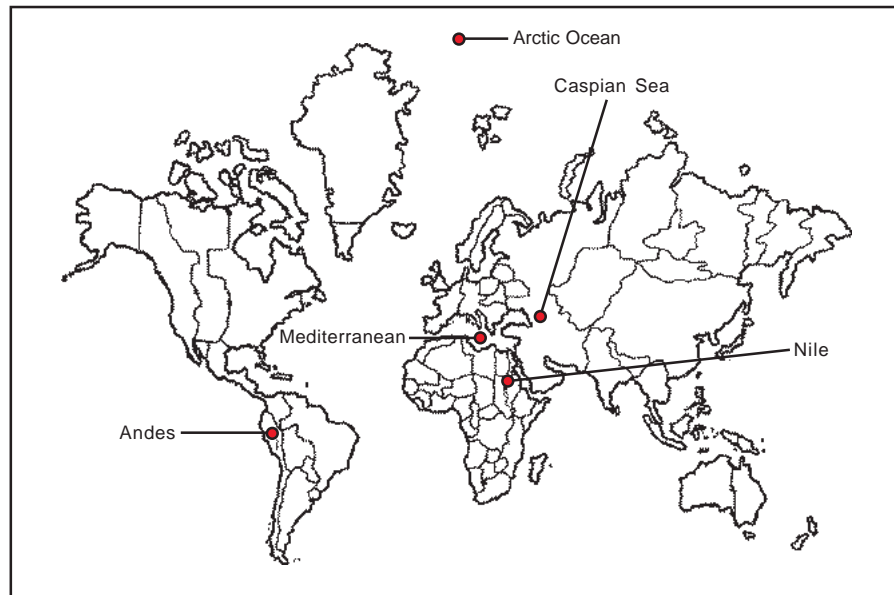 Arctic Ocean
Caspian Sea
Mediterranean
Nile
Andes